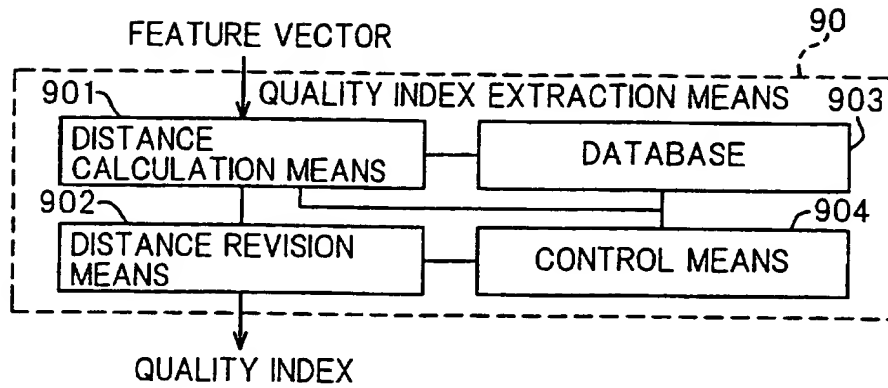 FEATURE VECTOR
90
901
QUALITY INDEX EXTRACTION MEANS
903
DISTANCE
CALCULATION MEANS
DATABASE
902
904
DISTANCE REVISION
MEANS
CONTROL MEANS
QUALITY INDEX